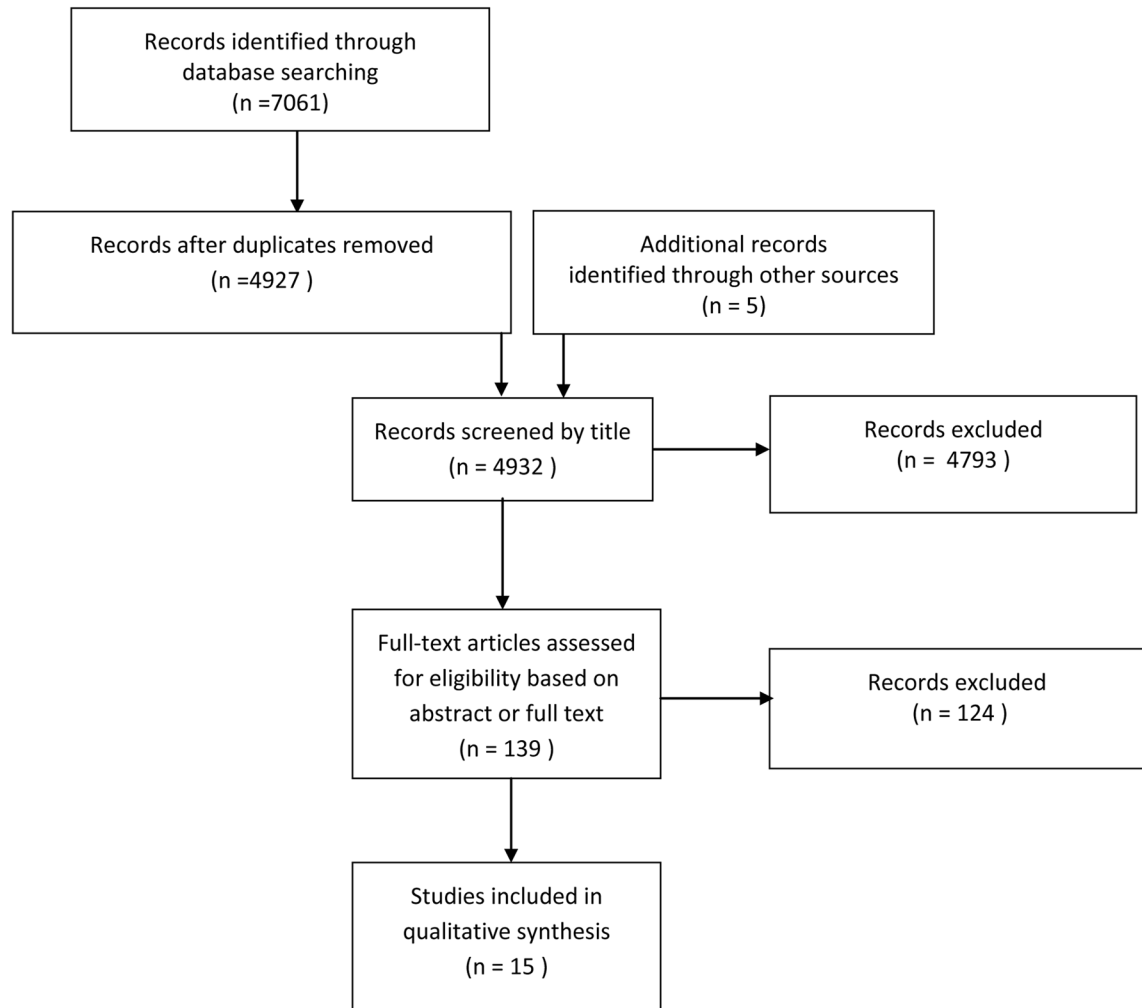 Records identified through
database searching
(n =7061)
Records after duplicates removed
(n =4927 )
Additional records
identified through other sources
(n = 5)
Records screened by title
(n = 4932 )
Records excluded
(n =  4793 )
Full-text articles assessed
for eligibility based on
abstract or full text
(n = 139 )
Records excluded
(n = 124 )
Studies included in
qualitative synthesis
(n = 15 )